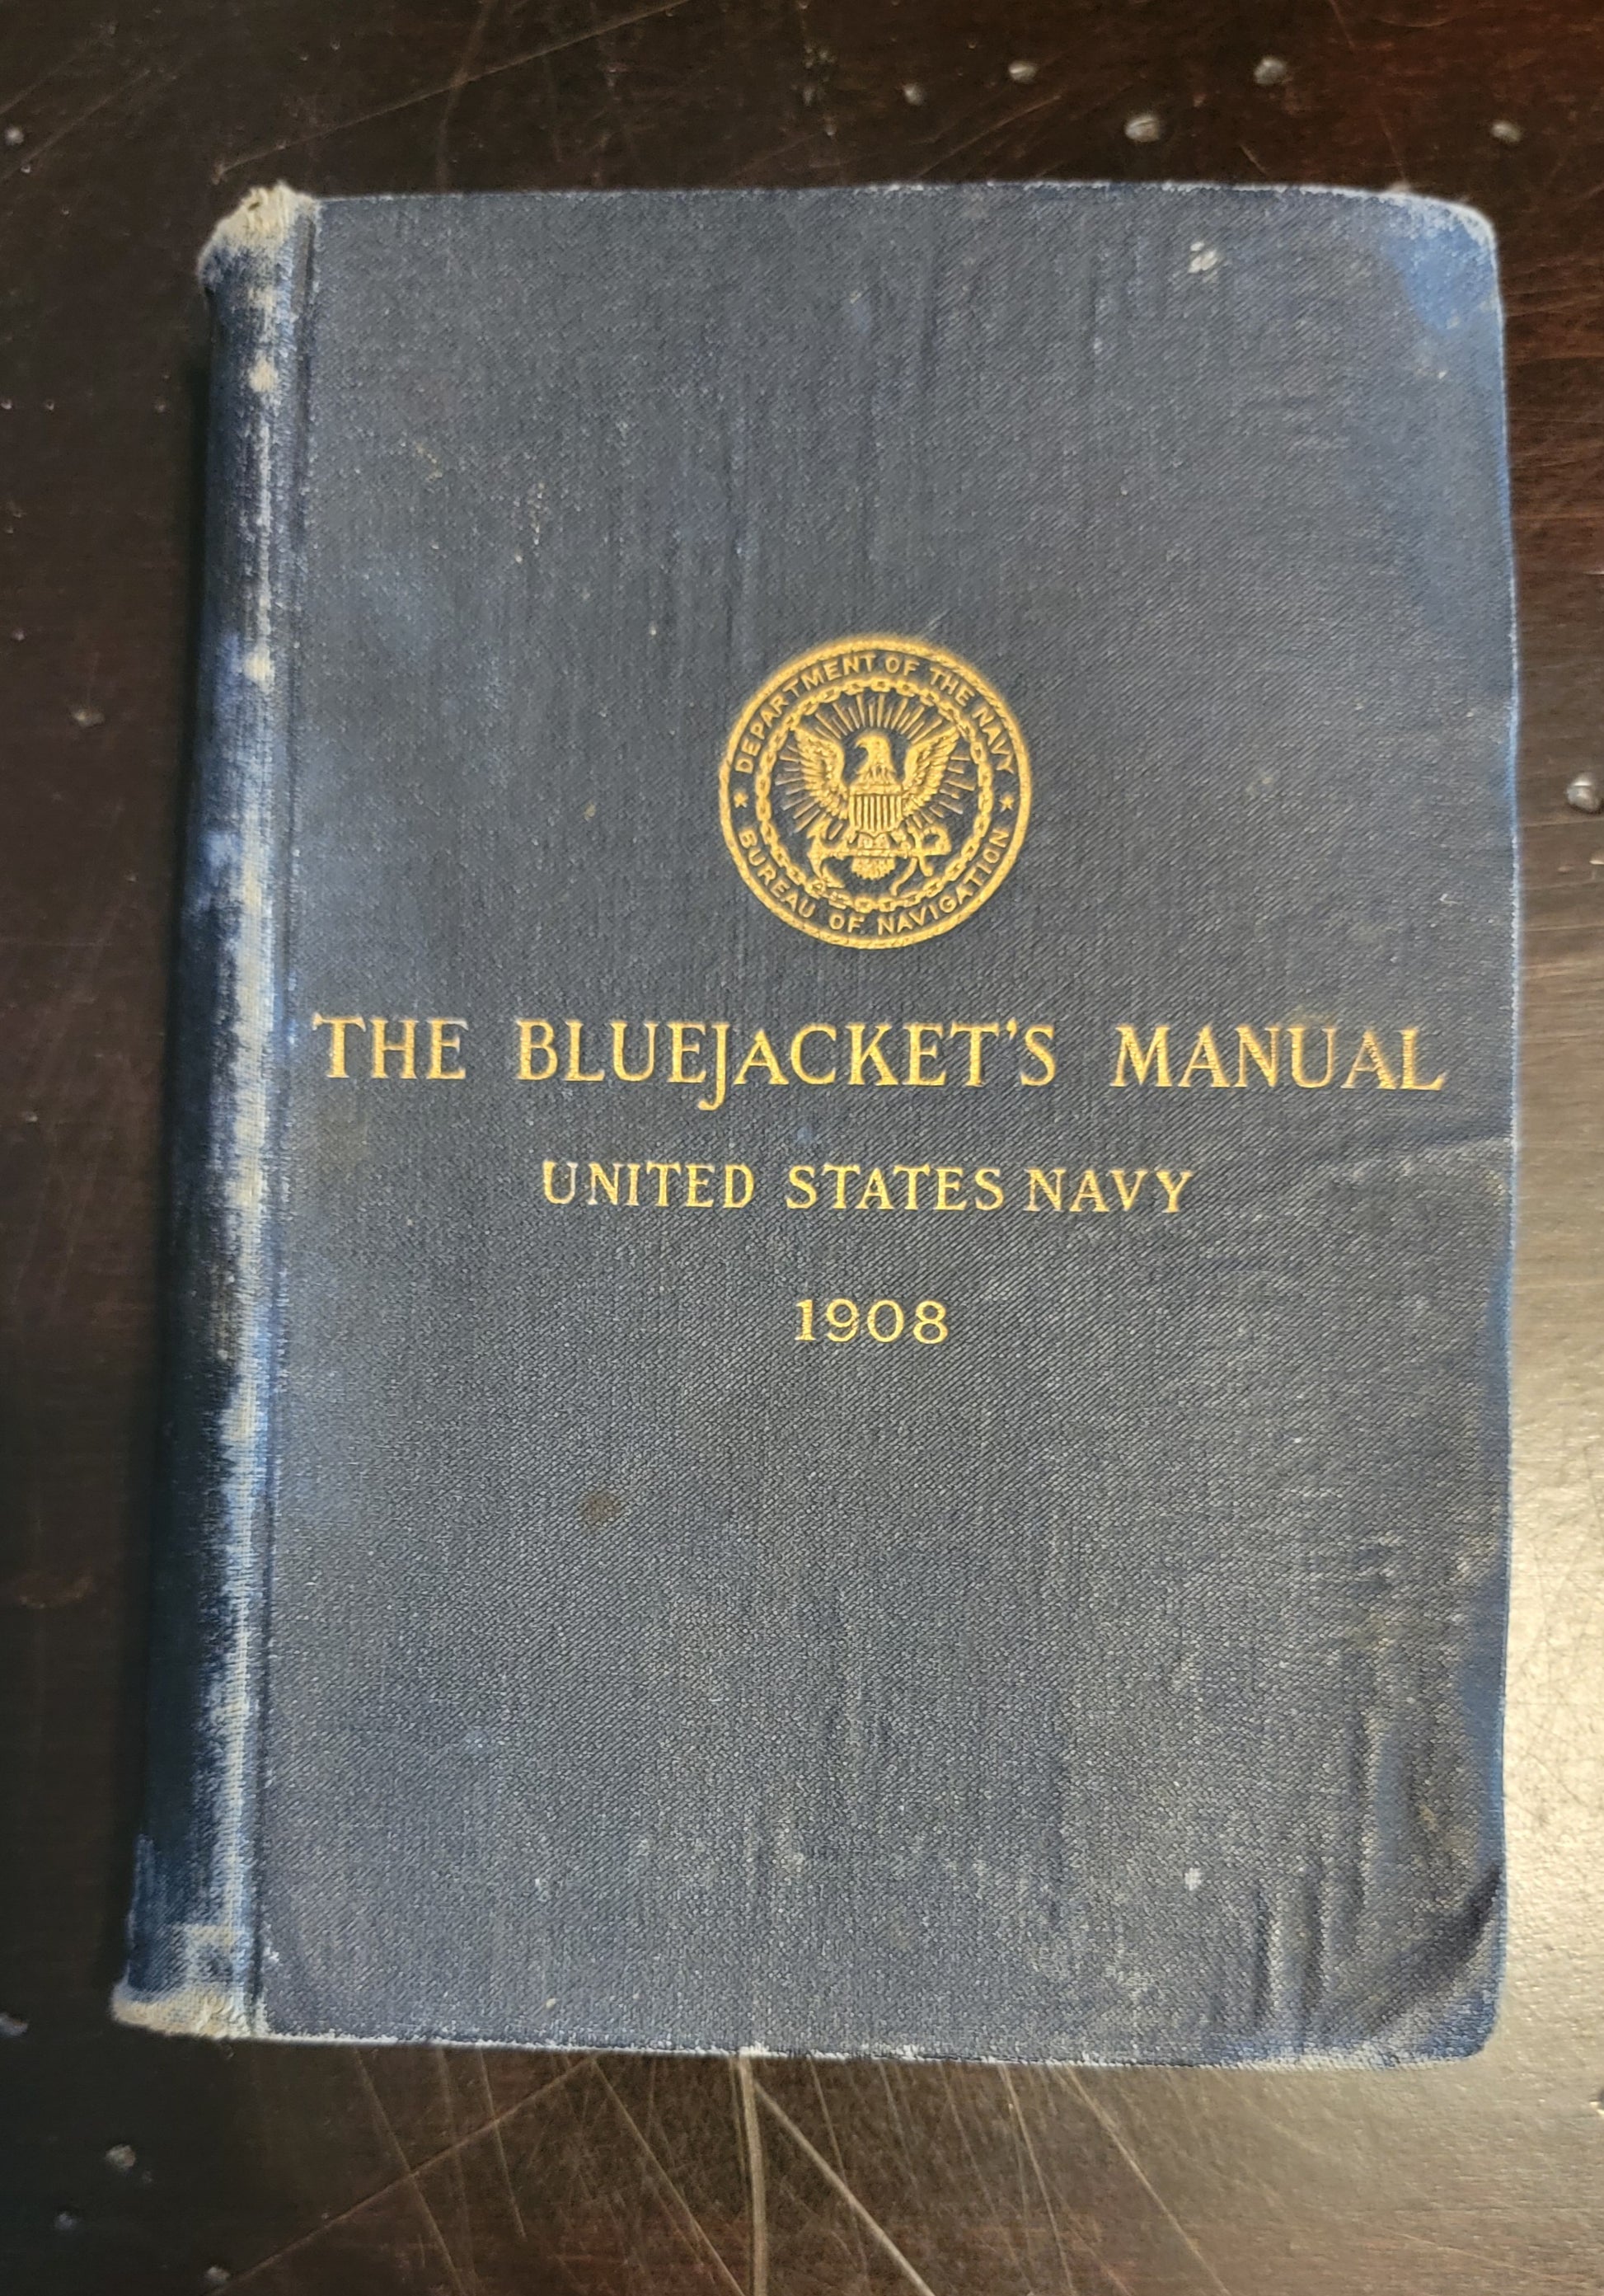 DEPARTMENT OF THE NAVY
★ BUREAU OF NAVIGATION ★
THE BLUEJACKET'S MANUAL
UNITED STATES NAVY
1908